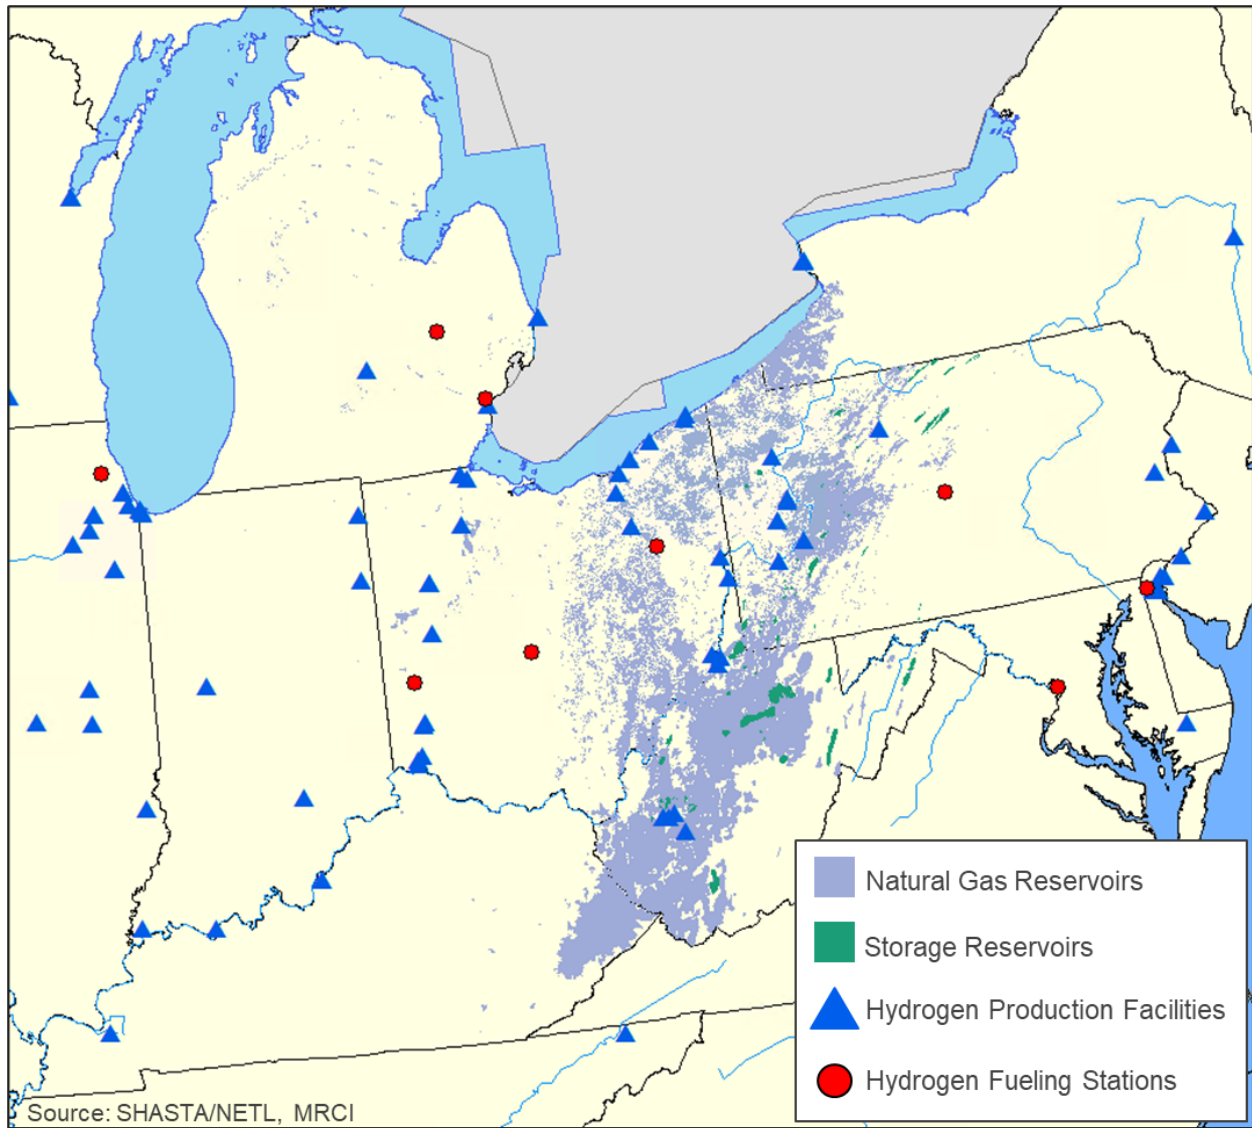 Natural Gas Reservoirs
Storage Reservoirs
Hydrogen Production Facilities
Hydrogen Fueling Stations
Source: SHASTA/NETL, MRCI